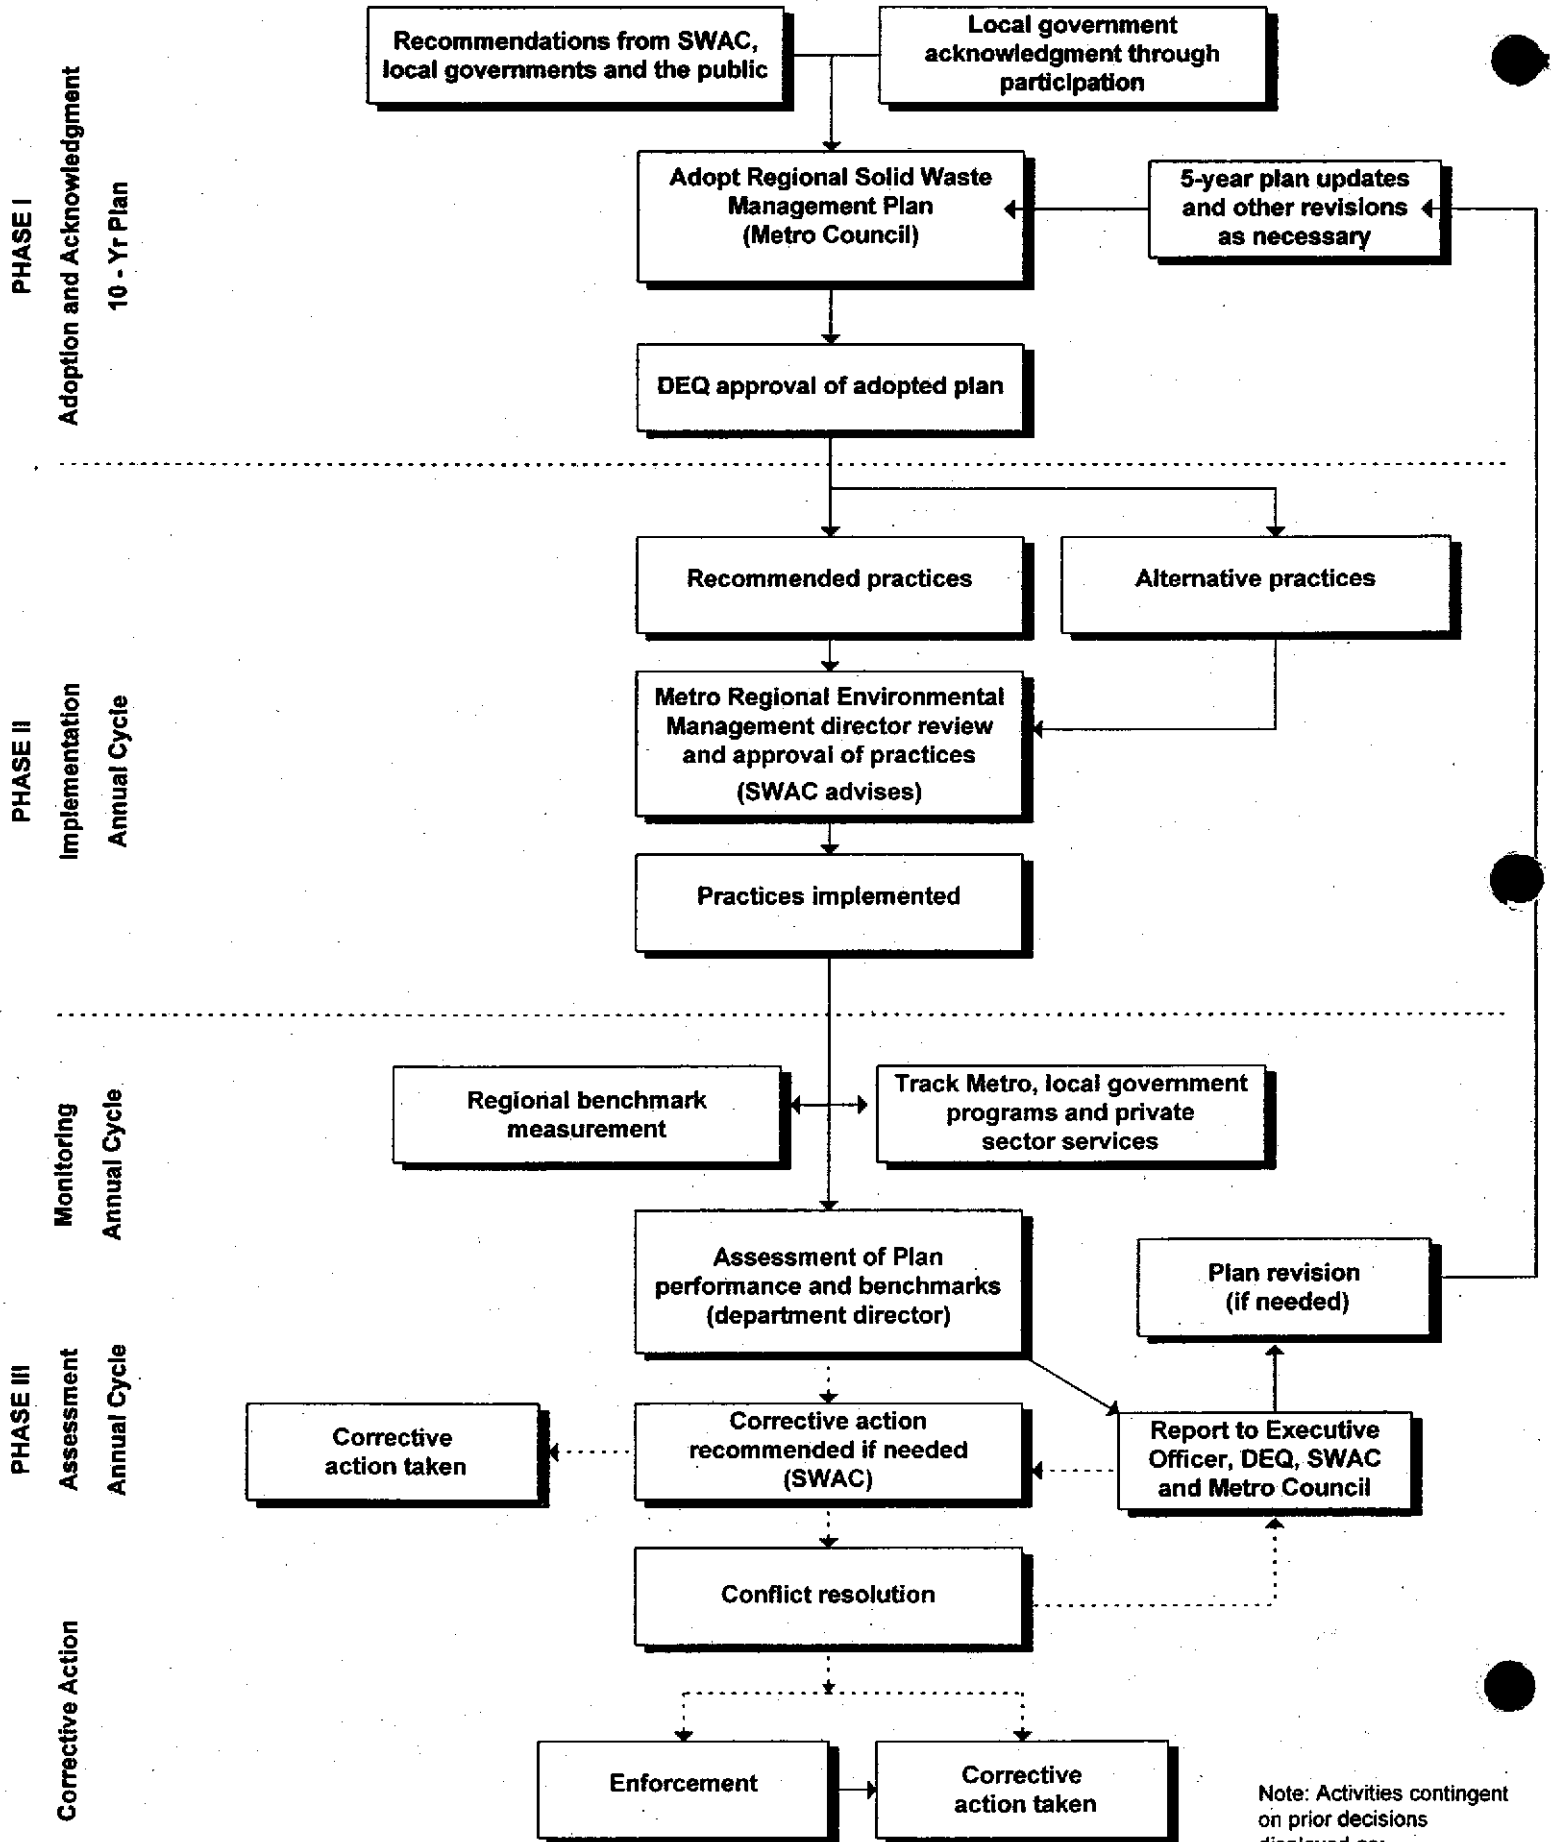 PHASE I
Adoption and Acknowledgment
10 - Yr Plan
Recommendations from SWAC,
local governments and the public
Local government
acknowledgment through
participation
Adopt Regional Solid Waste
Management Plan
(Metro Council)
5-year plan updates
and other revisions
as necessary
DEQ approval of adopted plan
PHASE II
Implementation
Annual Cycle
Recommended practices
Alternative practices
Metro Regional Environmental
Management director review
and approval of practices
(SWAC advises)
Practices implemented
PHASE III
Monitoring
Annual Cycle
Regional benchmark
measurement
Track Metro, local government
programs and private
sector services
Assessment of Plan
performance and benchmarks
(department director)
Plan revision
(if needed)
Assessment
Annual Cycle
Corrective
action taken
Corrective action
recommended if needed
(SWAC)
Report to Executive
Officer, DEQ, SWAC
and Metro Council
Conflict resolution
Corrective Action
Enforcement
Corrective
action taken
Note: Activities contingent
on prior decisions